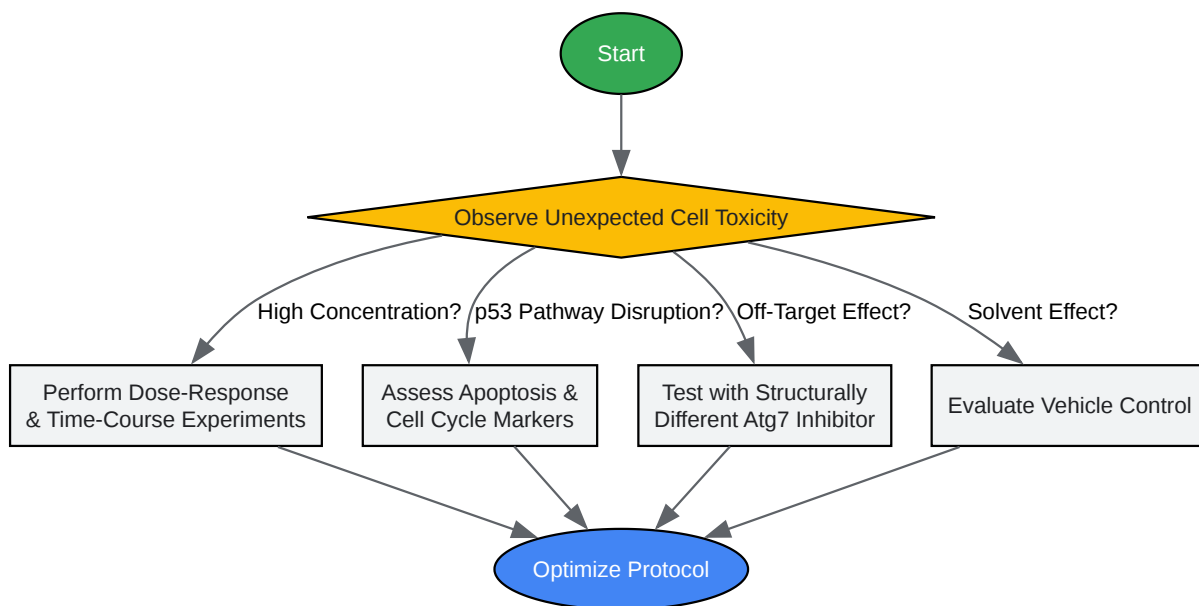 Start
Observe Unexpected Cell Toxicity
High Concentration?
p53 Pathway Disruption?
Off-Target Effect?
Solvent Effect?
Perform Dose-Response
& Time-Course Experiments
Assess Apoptosis &
Cell Cycle Markers
Test with Structurally
Different Atg7 Inhibitor
Evaluate Vehicle Control
Optimize Protocol